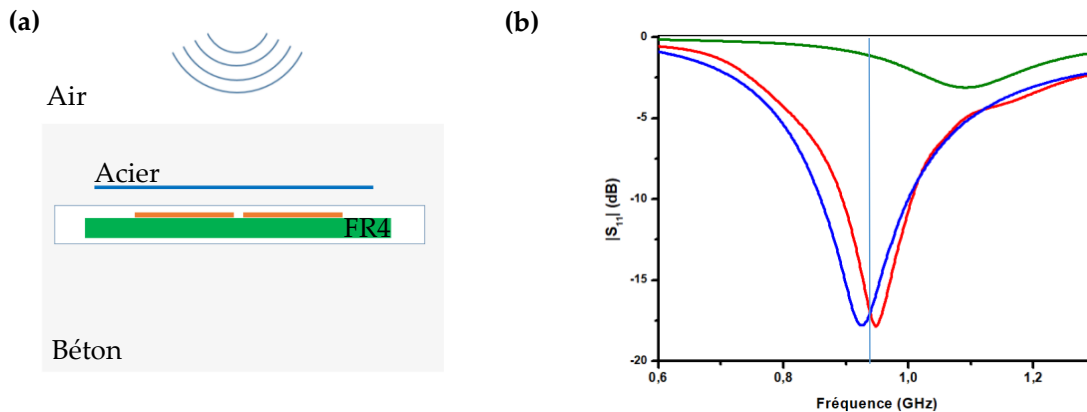 (a)
Air
Acier
FR4
Béton
(b)
0
-5
-10
-15
-20
|S₁₁| (dB)
0,6
0,8
1,0
1,2
Fréquence (GHz)